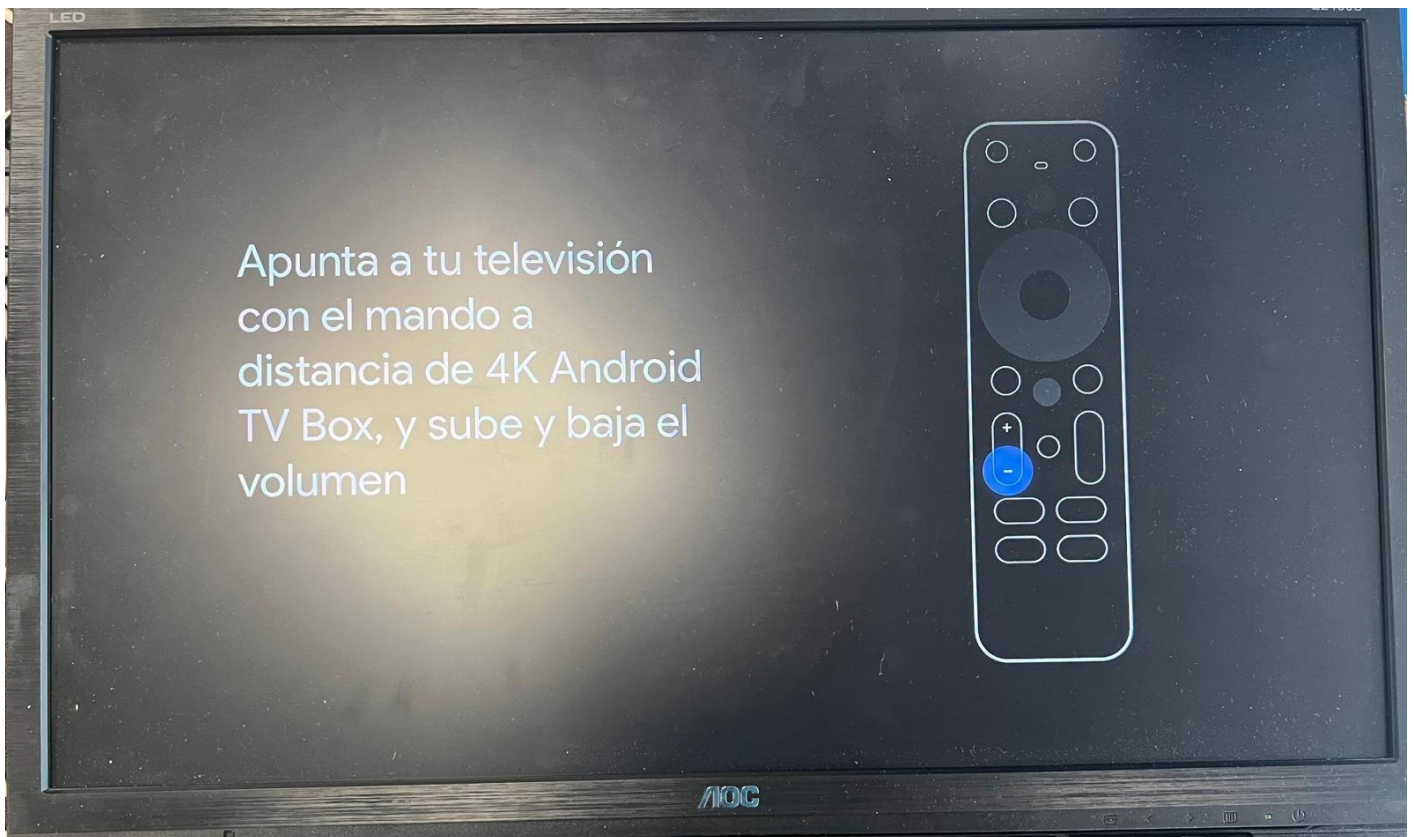 LED
Apunta a tu televisión
con el mando a
distancia de 4K Android
TV Box, y sube y baja el
volumen
+
-
AOC